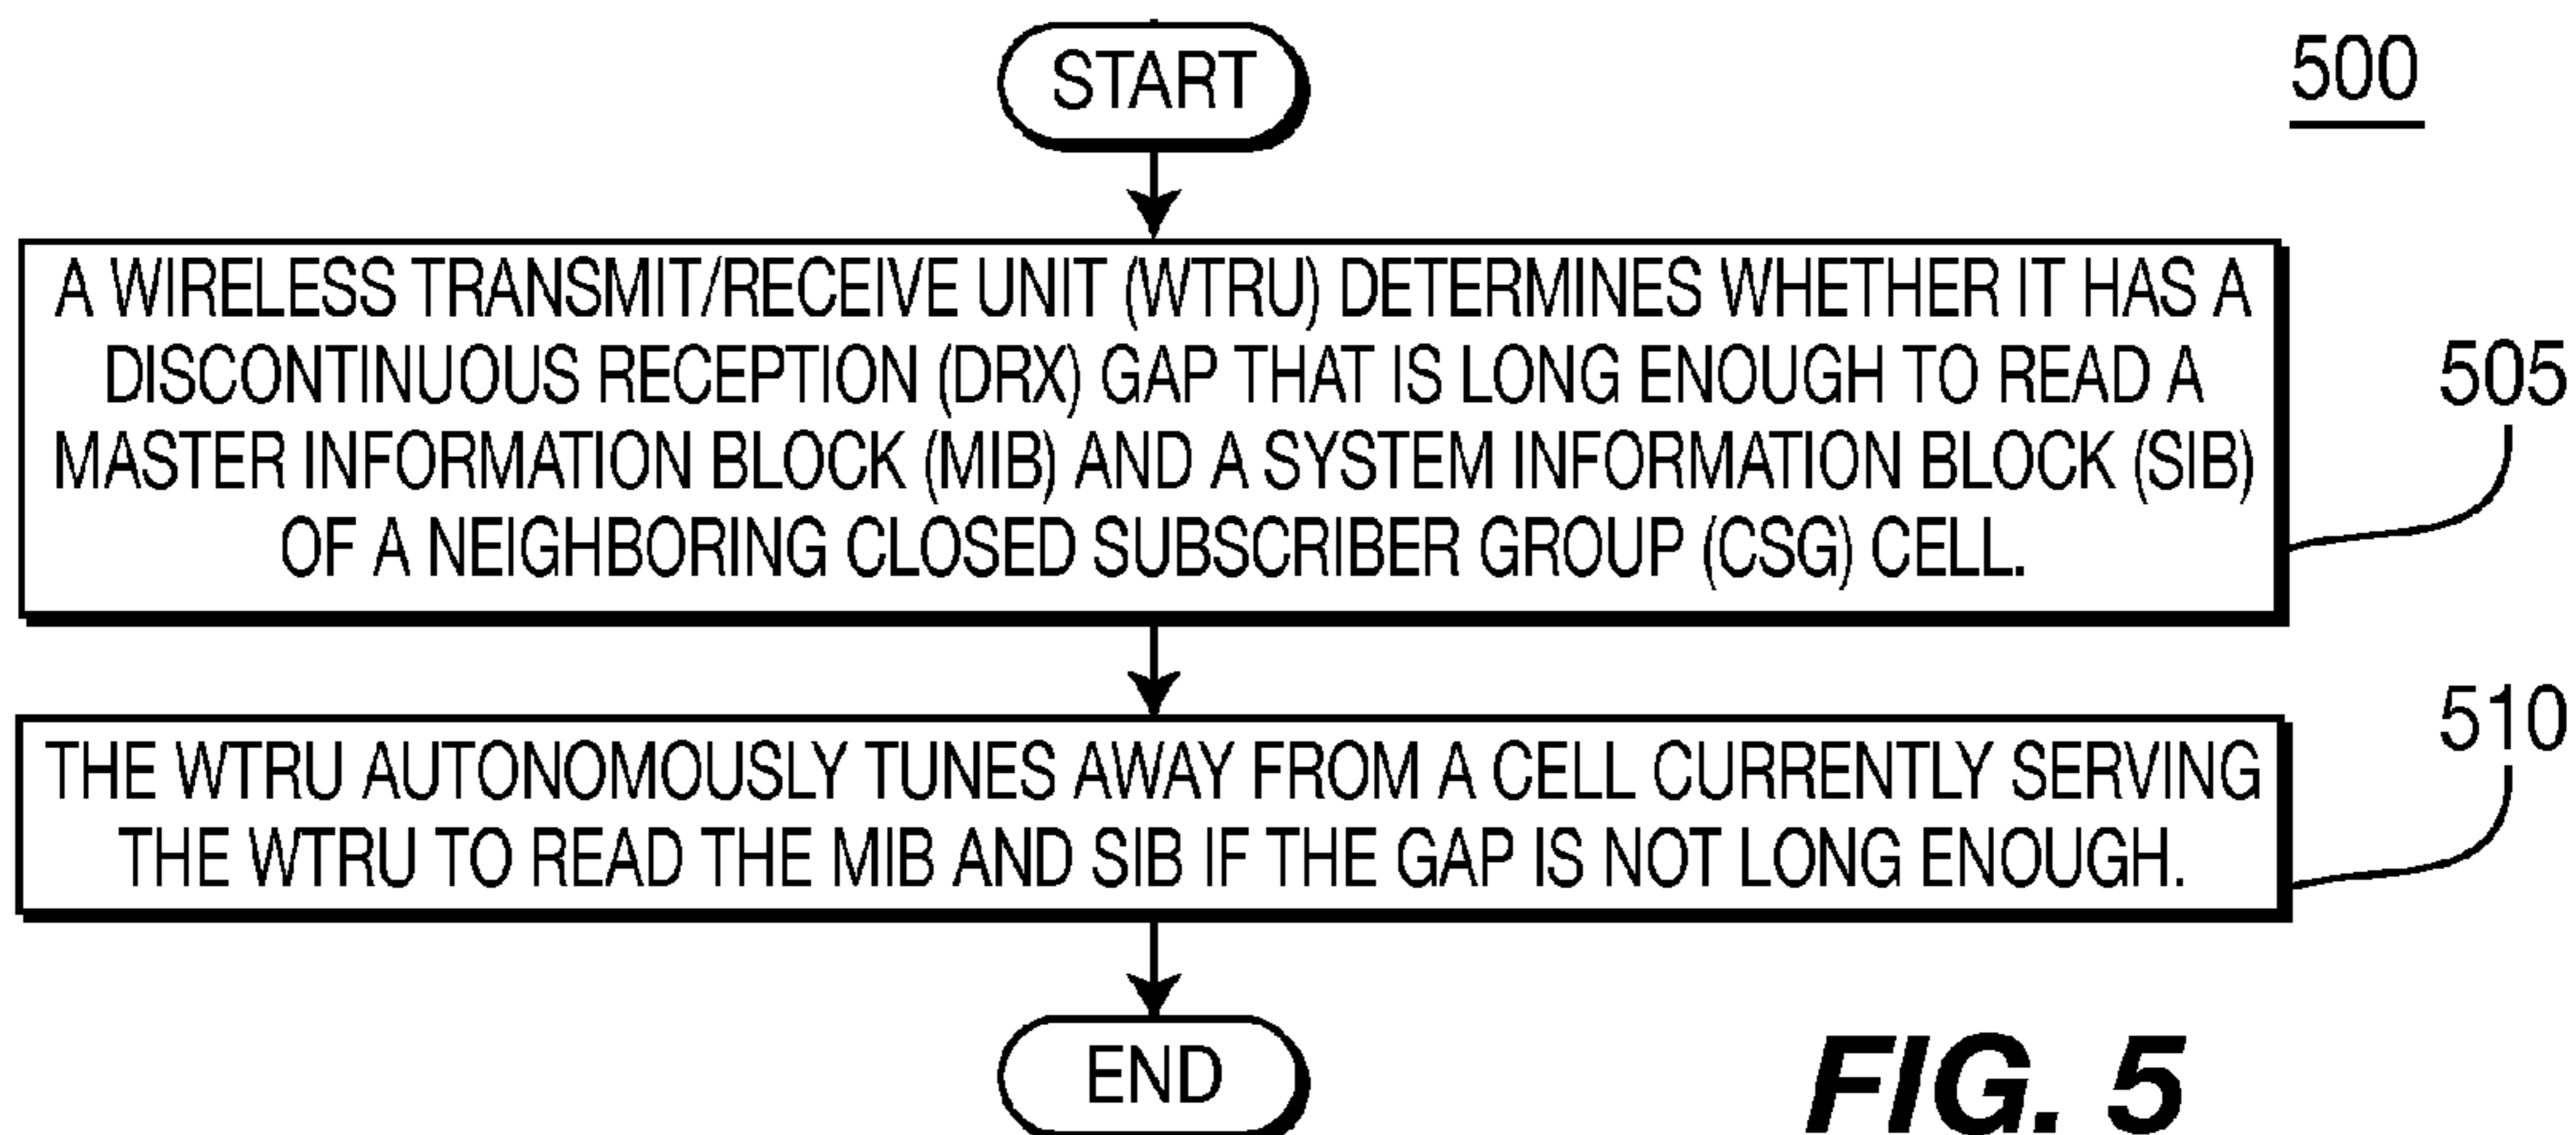 START
500
A WIRELESS TRANSMIT/RECEIVE UNIT (WTRU) DETERMINES WHETHER IT HAS A
DISCONTINUOUS RECEPTION (DRX) GAP THAT IS LONG ENOUGH TO READ A
MASTER INFORMATION BLOCK (MIB) AND A SYSTEM INFORMATION BLOCK (SIB)
OF A NEIGHBORING CLOSED SUBSCRIBER GROUP (CSG) CELL.
505
THE WTRU AUTONOMOUSLY TUNES AWAY FROM A CELL CURRENTLY SERVING
THE WTRU TO READ THE MIB AND SIB IF THE GAP IS NOT LONG ENOUGH.
510
END
FIG. 5